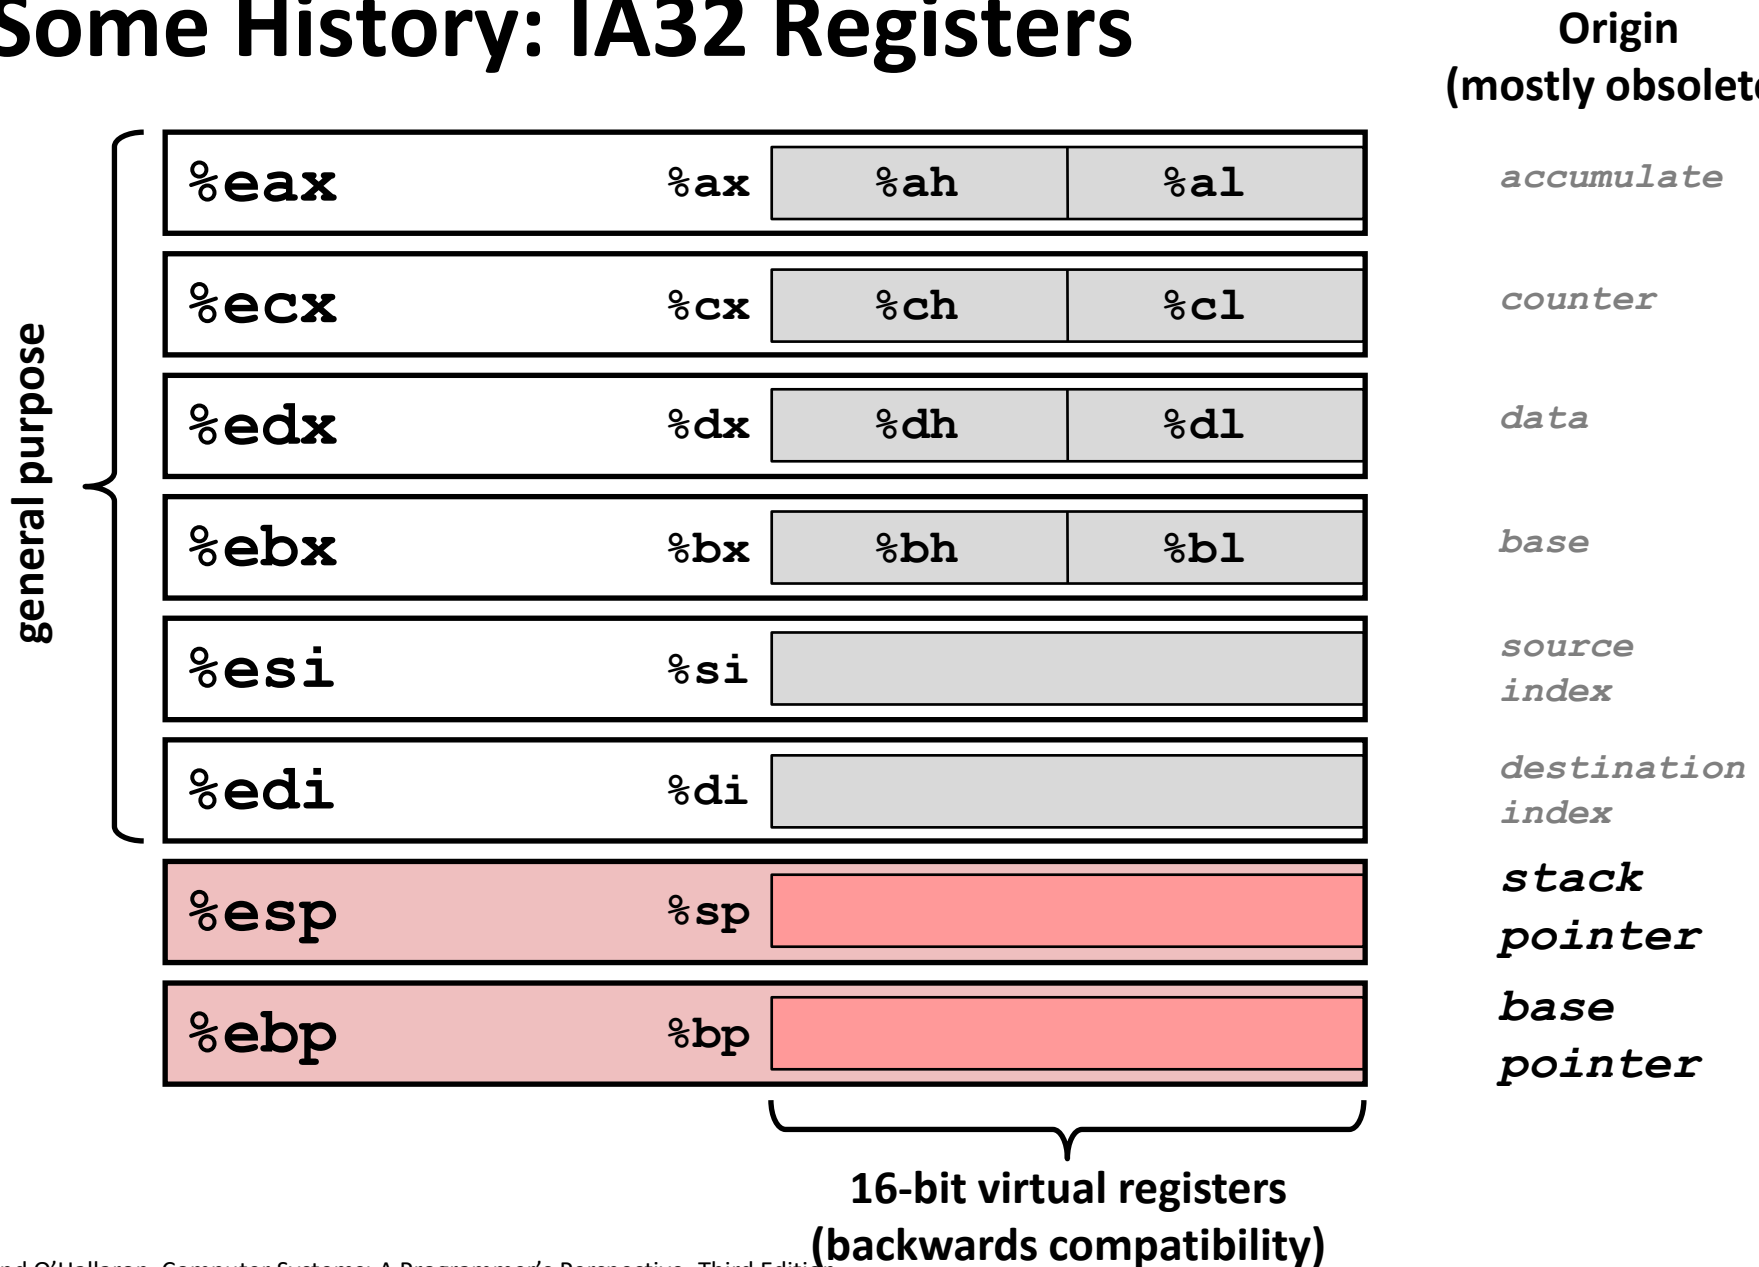 Some History: IA32 Registers
Origin
(mostly obsolete
general purpose
%eax %ax %ah %al accumulate
%ecx %cx %ch %cl counter
%edx %dx %dh %dl data
%ebx %bx %bh %bl base
%esi %si source
index
%edi %di destination
index
%esp %sp stack
pointer
%ebp %bp base
pointer
16-bit virtual registers
(backwards compatibility)
O'Hallaron, Computer Systems: A Programmer's Perspective, Third Edition